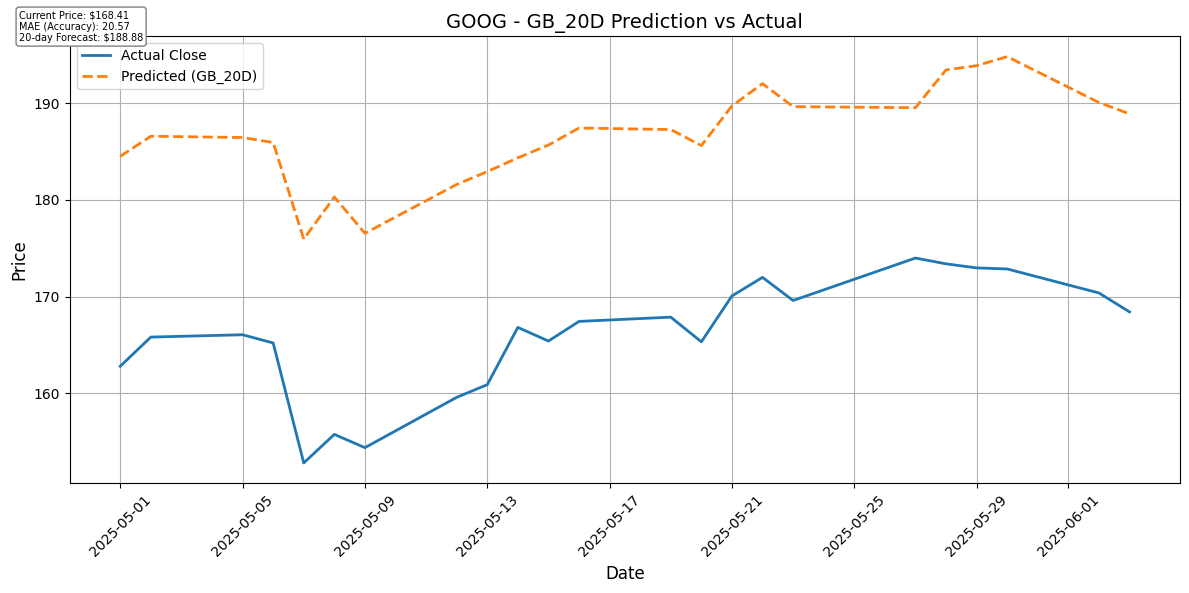 Current Price: $168.41
MAE (Accuracy): 20.57
20-day Forecast: $188.88
GOOG - GB_20D Prediction vs Actual
Actual Close
Predicted (GB_20D)
Price
190
180
170
160
2025-05-01
2025-05-05
2025-05-09
2025-05-13
2025-05-17
2025-05-21
2025-05-25
2025-05-29
2025-06-01
Date